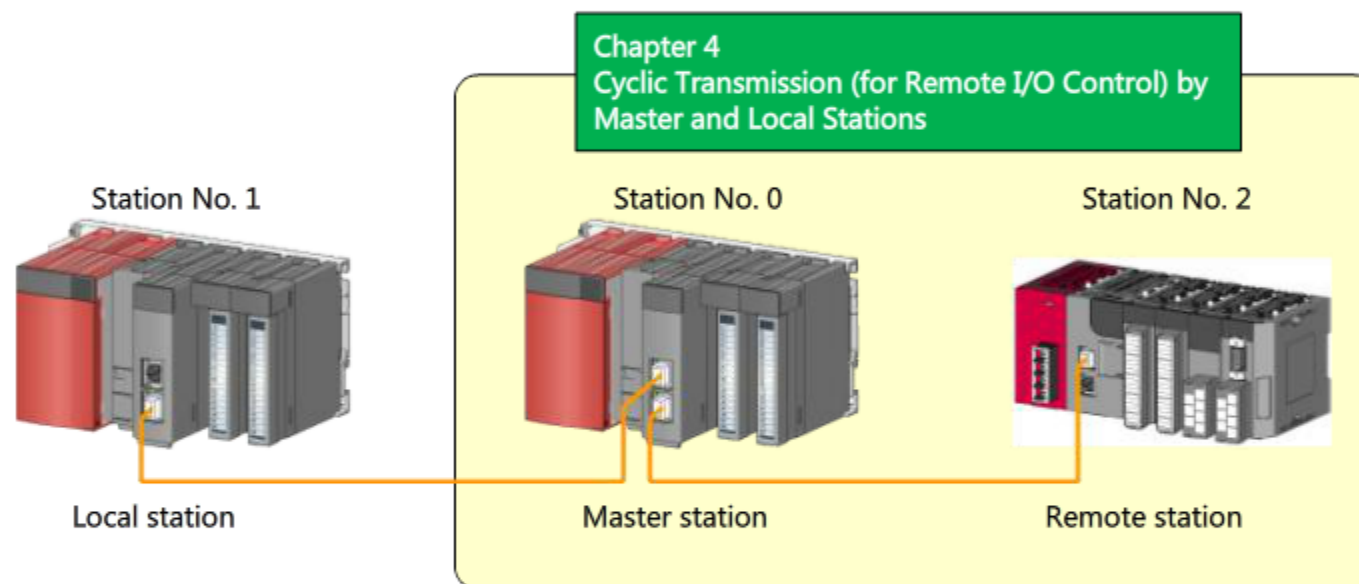 Chapter 4
Cyclic Transmission (for Remote I/O Control) by
Master and Local Stations
Station No. 1
Station No. 0
Station No. 2
Local station
Master station
Remote station